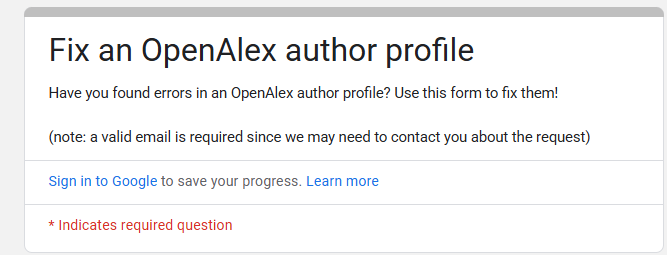 Fix an OpenAlex author profile
Have you found errors in an OpenAlex author profile? Use this form to fix them!
(note: a valid email is required since we may need to contact you about the request)
Sign in to Google to save your progress. Learn more
* Indicates required question